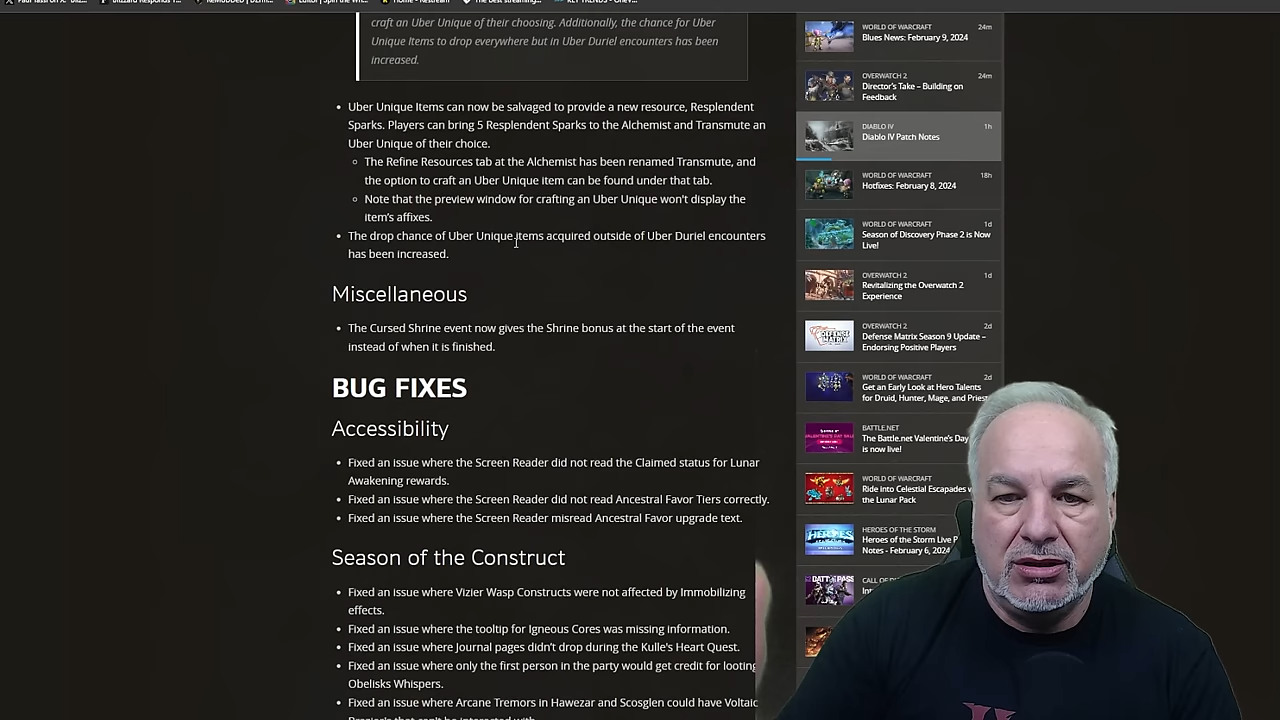 craft an Uber Unique of their choosing. Additionally, the chance for Uber
Unique Items to drop everywhere but in Uber Duriel encounters has been
increased.
Uber Unique Items can now be salvaged to provide a new resource, Resplendent
Sparks. Players can bring 5 Resplendent Sparks to the Alchemist and Transmute an
Uber Unique of their choice.
The Refine Resources tab at the Alchemist has been renamed Transmute, and
the option to craft an Uber Unique item can be found under that tab.
Note that the preview window for crafting an Uber Unique won't display the
item's affixes.
The drop chance of Uber Unique items acquired outside of Uber Duriel encounters
has been increased.
Miscellaneous
The Cursed Shrine event now gives the Shrine bonus at the start of the event
instead of when it is finished.
BUG FIXES
Accessibility
Fixed an issue where the Screen Reader did not read the Claimed status for Lunar
Awakening rewards.
Fixed an issue where the Screen Reader did not read Ancestral Favor Tiers correctly.
Fixed an issue where the Screen Reader misread Ancestral Favor upgrade text.
Season of the Construct
Fixed an issue where Vizier Wasp Constructs were not affected by Immobilizing
effects.
Fixed an issue where the tooltip for Igneous Cores was missing information.
Fixed an issue where Journal pages didn't drop during the Kulle's Heart Quest.
Fixed an issue where only the first person in the party would get credit for looting
Obelisks Whispers.
Fixed an issue where Arcane Tremors in Hawezar and Scosglen could have Voltaic
WORLD OF WARCRAFT 24m
Blues News: February 9, 2024
OVERWATCH 2 24m
Director's Take – Building on
Feedback
DIABLO IV 1h
Diablo IV Patch Notes
WORLD OF WARCRAFT 18h
Hotfixes: February 8, 2024
WORLD OF WARCRAFT 1d
Season of Discovery Phase 2 is Now
Live!
OVERWATCH 2 1d
Revitalizing the Overwatch 2
Experience
OVERWATCH 2 2d
Defense Matrix Season 9 Update –
Endorsing Positive Players
WORLD OF WARCRAFT 2d
Get an Early Look at Hero Talents
for Druid, Hunter, Mage, and Priest
BATTLE.NET
The Battle.net Valentine's Day
is now live!
WORLD OF WARCRAFT
Ride into Celestial Escapades
the Lunar Pack
HEROES OF THE STORM
Heroes of the Storm Live P
Notes - February 6, 2024